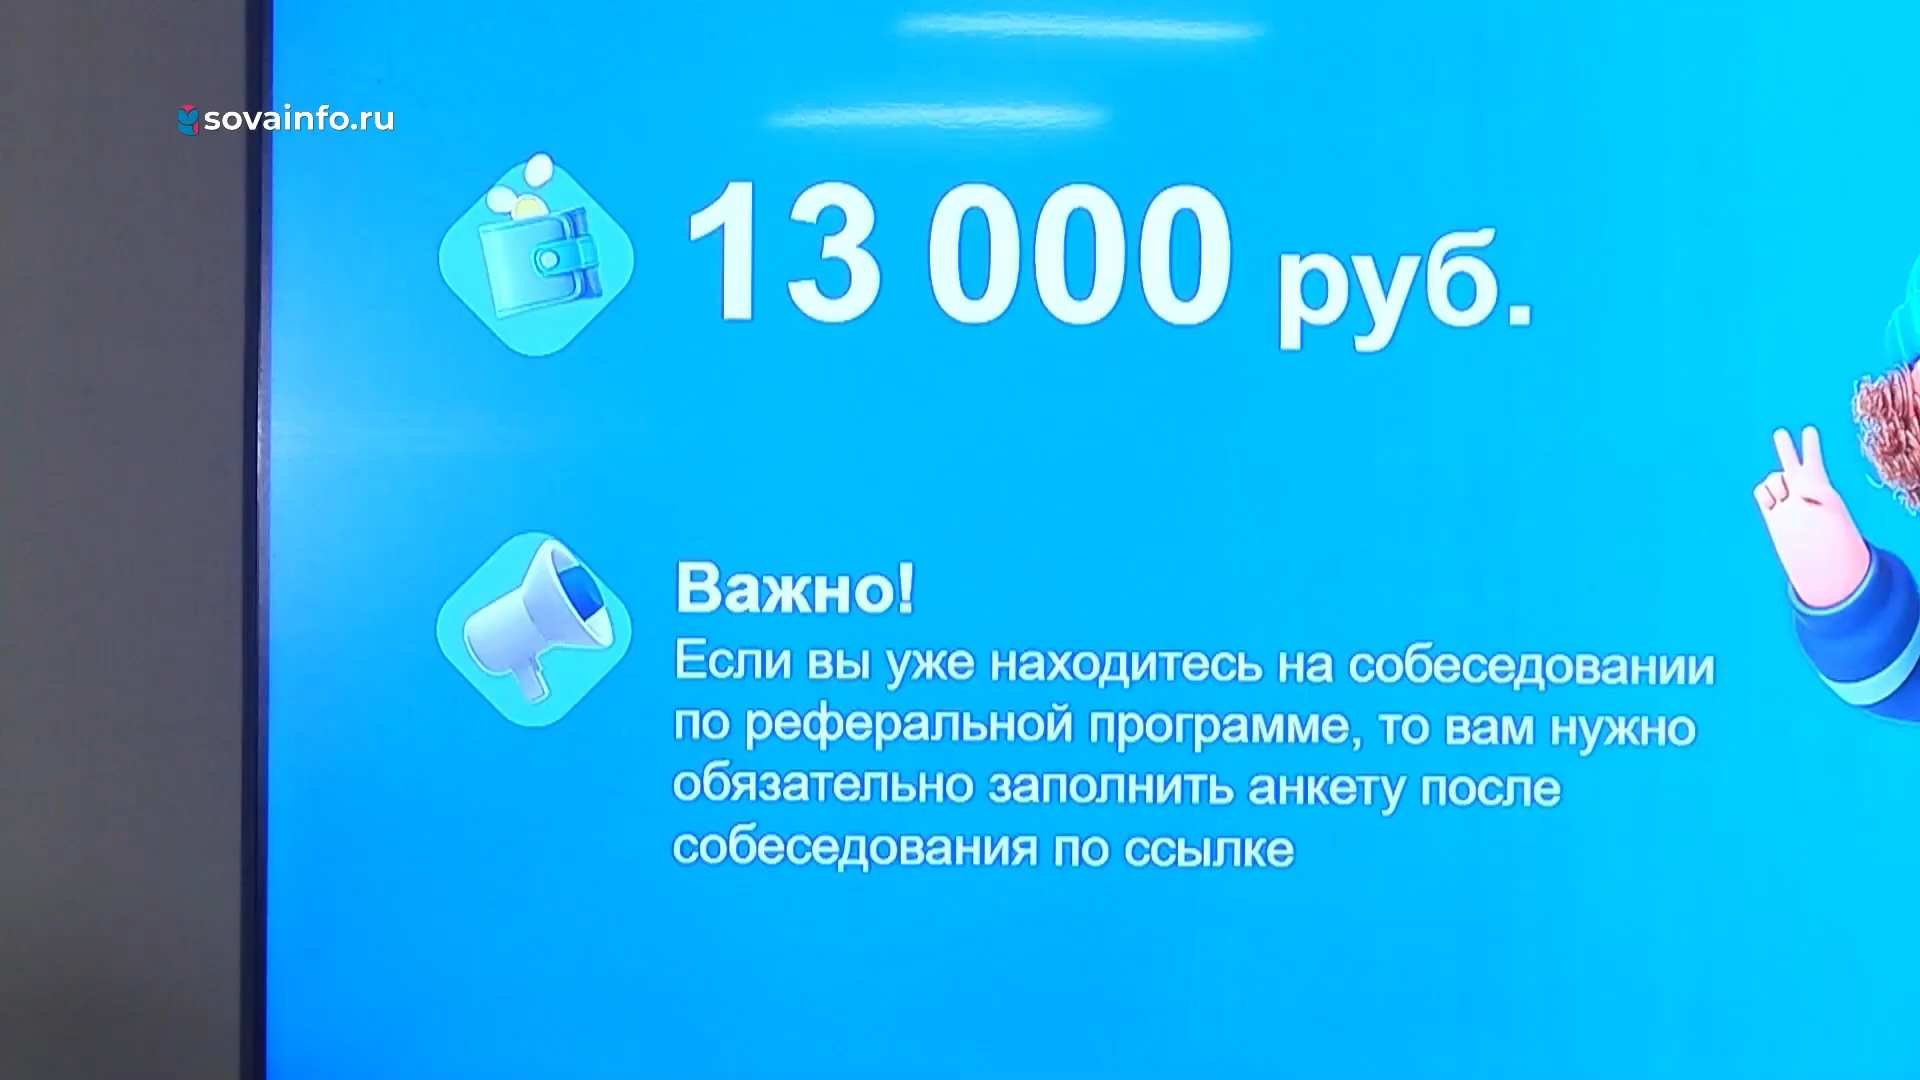 sovainfo.ru
13 000 руб.
Важно!
Если вы уже находитесь на собеседовании
по реферальной программе, то вам нужно
обязательно заполнить анкету после
собеседования по ссылке